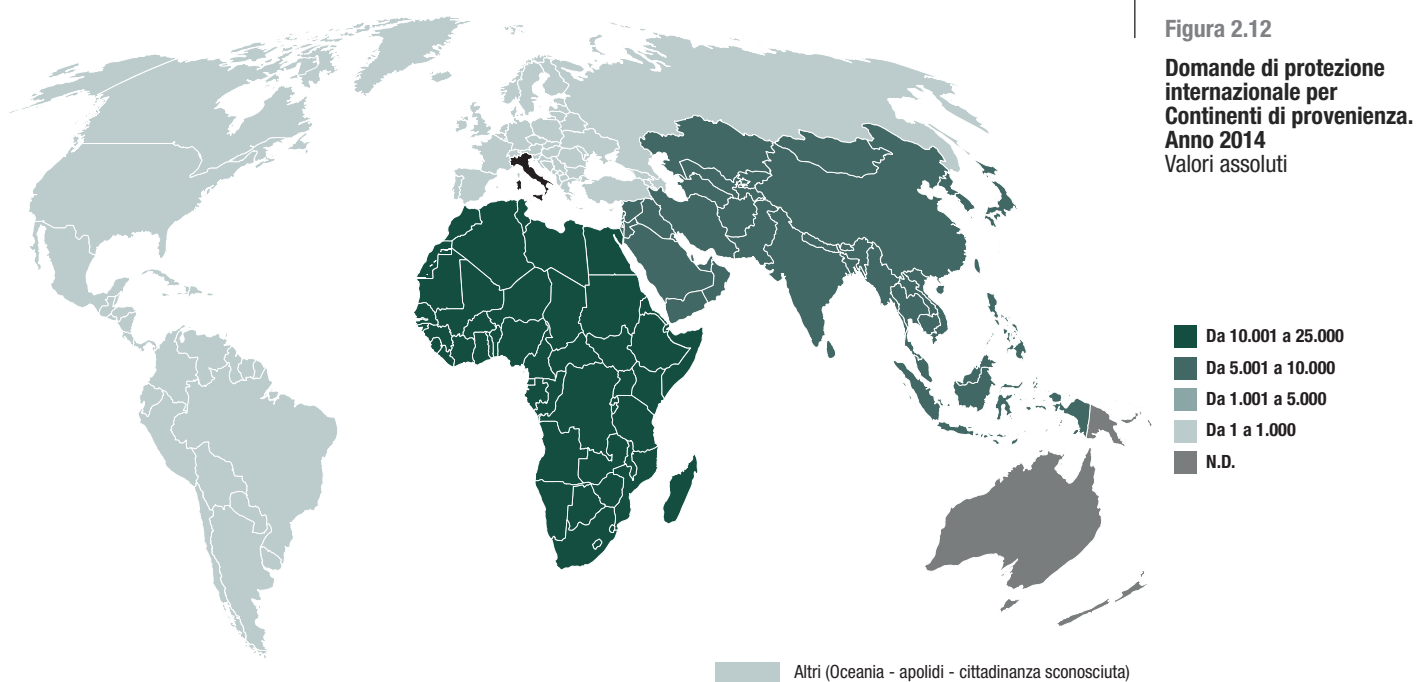 Figura 2.12
Domande di protezione
internazionale per
Continenti di provenienza.
Anno 2014
Valori assoluti
Da 10.001 a 25.000
Da 5.001 a 10.000
Da 1.001 a 5.000
Da 1 a 1.000
N.D.
Altri (Oceania - apolidi - cittadinanza sconosciuta)